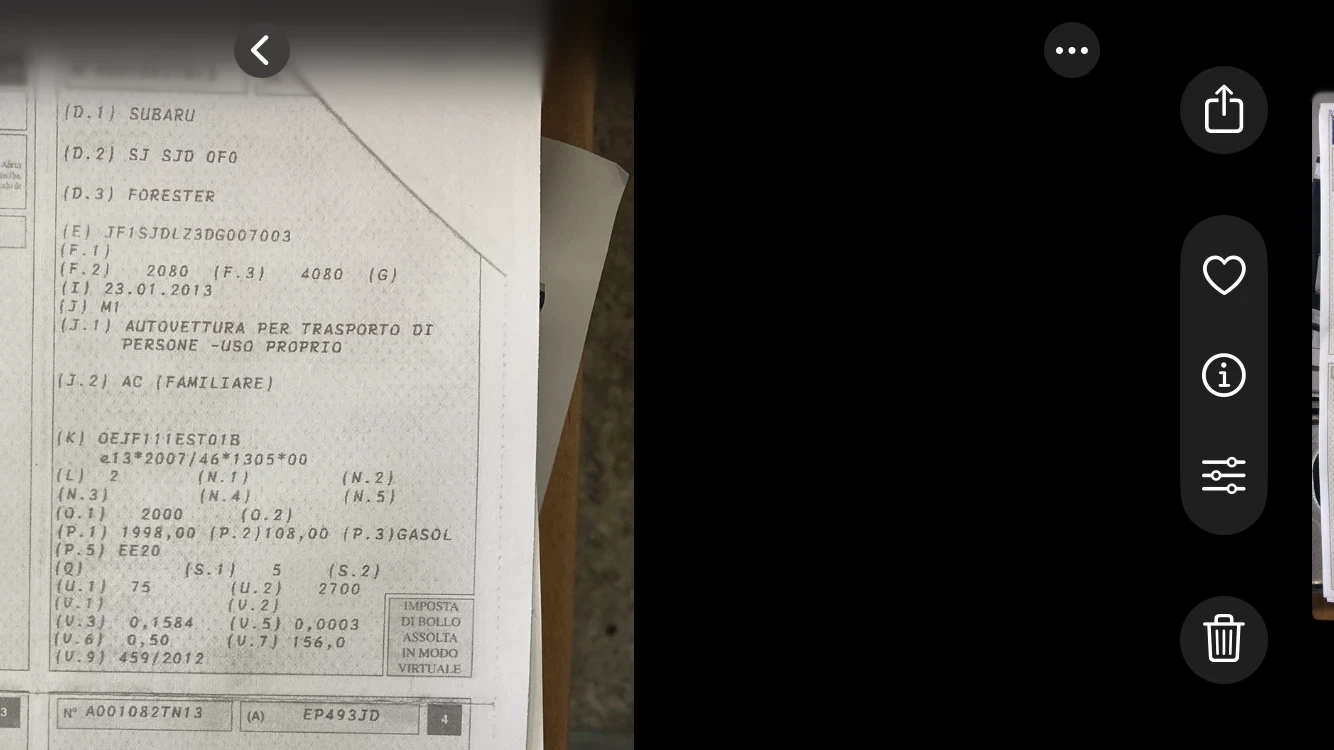 (D.1) SUBARU
(D.2) SJ SJD OF0
(D.3) FORESTER
(E) JF1SJDLZ3DG007003
(F.1)
(F.2) 2080 (F.3) 4080 (G)
(I) 23.01.2013
(J) M1
(J.1) AUTOVETTURA PER TRASPORTO DI
PERSONE -USO PROPRIO
(J.2) AC (FAMILIARE)
(K) OEJF111EST01B
e13*2007/46*1305*00
(L) 2 (N.1) (N.2)
(N.3) (N.4) (N.5)
(O.1) 2000 (O.2)
(P.1) 1998,00 (P.2)108,00 (P.3)GASOL
(P.5) EE20
(Q) (S.1) 5 (S.2)
(U.1) 75 (U.2) 2700
(V.1) (V.2)
(V.3) 0,1584 (V.5) 0,0003
(V.6) 0,50 (V.7) 156,0
(V.9) 459/2012
IMPOSTA
DI BOLLO
ASSOLTA
IN MODO
VIRTUALE
3
N° A001082TN13 (A) EP493JD 4